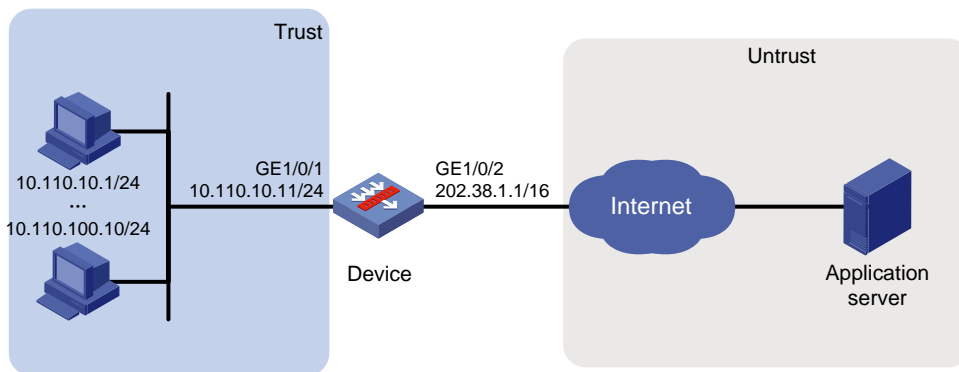 Trust
Untrust
GE1/0/1
10.110.10.11/24
GE1/0/2
202.38.1.1/16
10.110.10.1/24
...
10.110.100.10/24
Internet
Device
Application
server